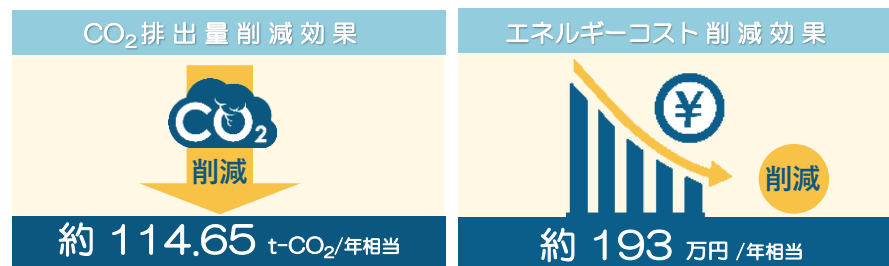 CO₂排出量削減効果
CO₂
削減
約 114.65 t-CO₂/年相当
エネルギーコスト削減効果
¥
削減
約 193 万円 /年相当